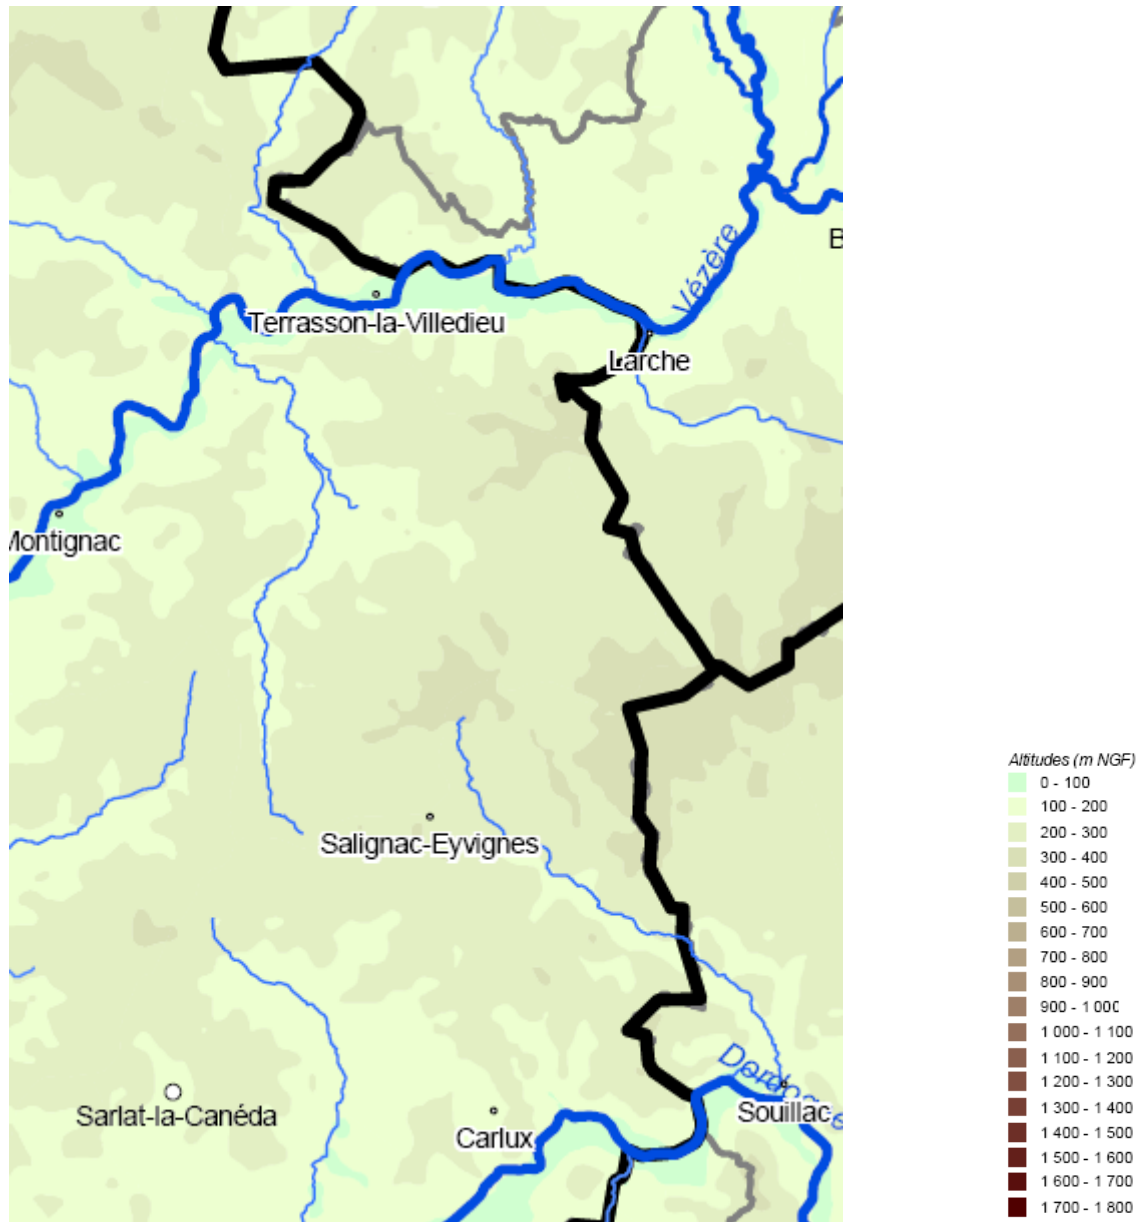 Vézère
B
Terrasson-la-Villedieu
Larche
Montignac
Salignac-Eyvignes
Dordogne
Souillac
Sarlat-la-Canéda
Carlux
Altitudes (m NGF)
0 - 100
100 - 200
200 - 300
300 - 400
400 - 500
500 - 600
600 - 700
700 - 800
800 - 900
900 - 1 000
1 000 - 1 100
1 100 - 1 200
1 200 - 1 300
1 300 - 1 400
1 400 - 1 500
1 500 - 1 600
1 600 - 1 700
1 700 - 1 800